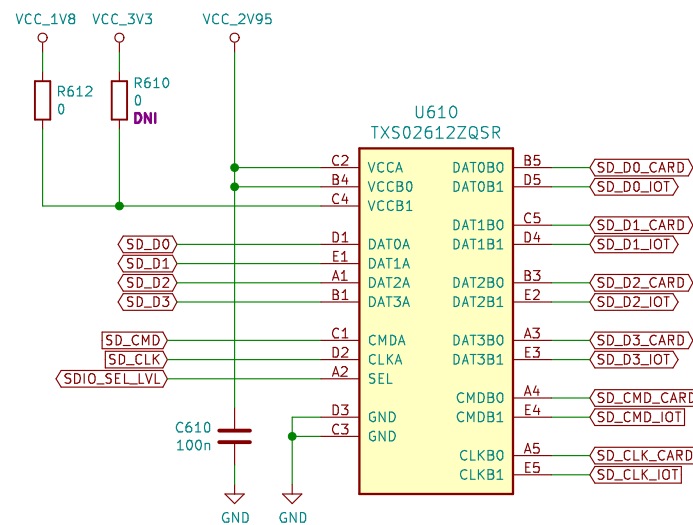 VCC_1V8 VCC_3V3 VCC_2V95
R612
0
R610
0
DNI
U610
TXS02612ZQSR
C2 VCCA DAT0B0 B5 SD_D0_CARD
B4 VCCB0 DAT0B1 D5 SD_D0_IOT
C4 VCCB1
DAT1B0 C5 SD_D1_CARD
SD_D0 D1 DAT0A DAT1B1 D4 SD_D1_IOT
SD_D1 E1 DAT1A
SD_D2 A1 DAT2A DAT2B0 B3 SD_D2_CARD
SD_D3 B1 DAT3A DAT2B1 E2 SD_D2_IOT
SD_CMD C1 CMDA DAT3B0 A3 SD_D3_CARD
SD_CLK D2 CLKA DAT3B1 E3 SD_D3_IOT
SDIO_SEL_LVL A2 SEL
CMDB0 A4 SD_CMD_CARD
D3 GND CMDB1 E4 SD_CMD_IOT
C3 GND
C610
100n
CLKB0 A5 SD_CLK_CARD
CLKB1 E5 SD_CLK_IOT
GND GND